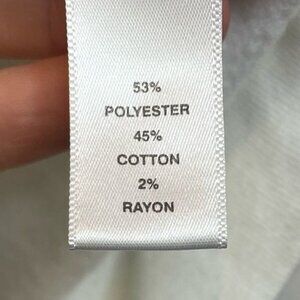 53%
POLYESTER
45%
COTTON
2%
RAYON